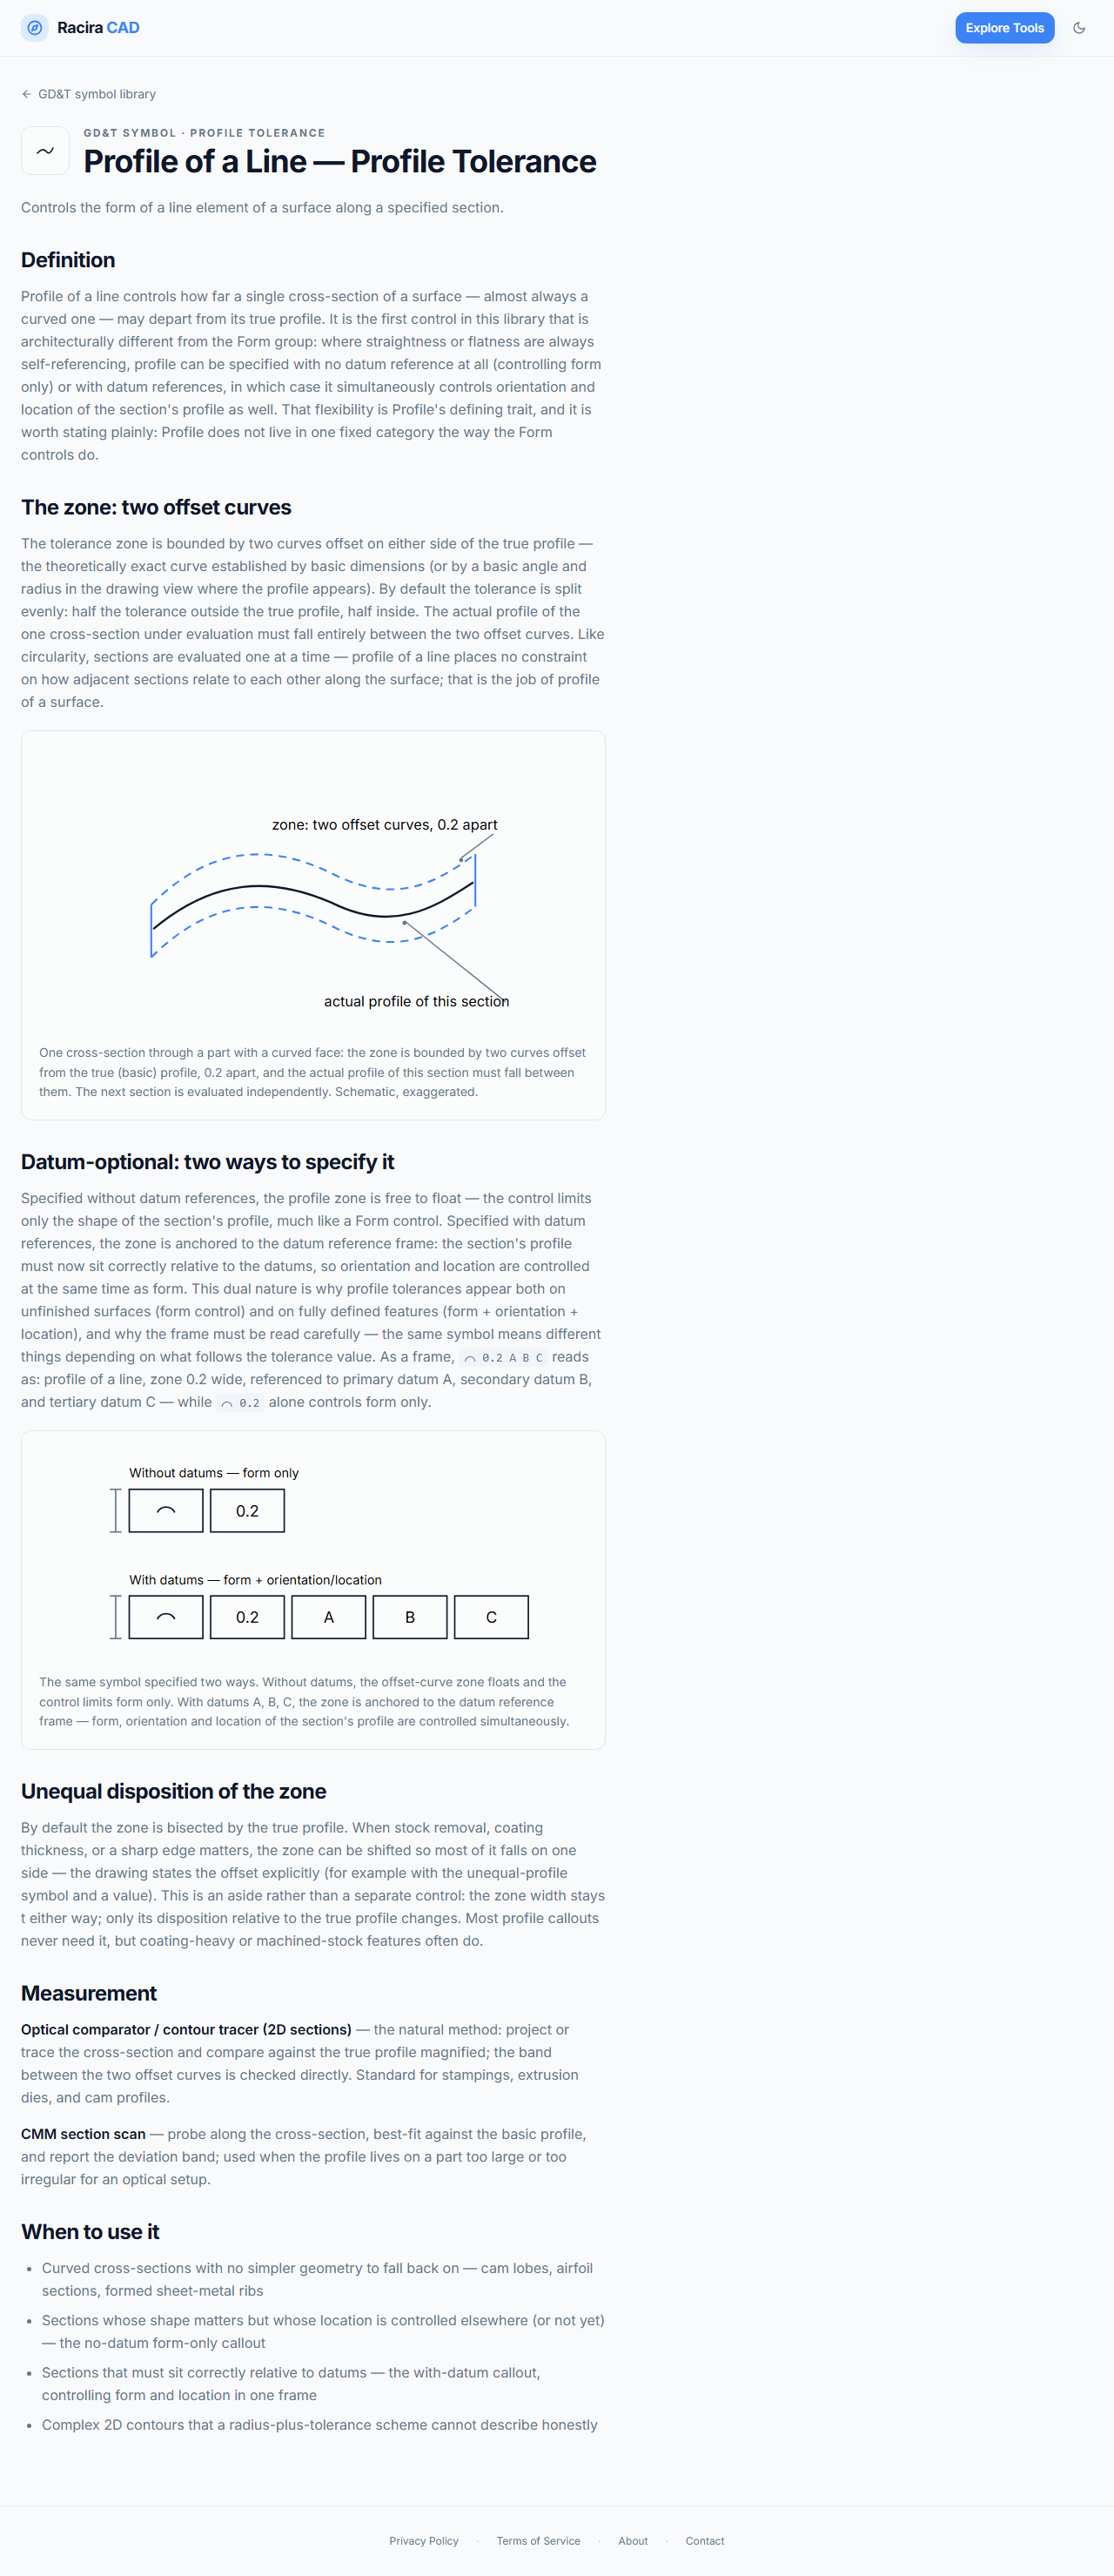 Racira CAD
Explore Tools
← GD&T symbol library
GD&T SYMBOL · PROFILE TOLERANCE
Profile of a Line — Profile Tolerance
Controls the form of a line element of a surface along a specified section.
Definition
Profile of a line controls how far a single cross-section of a surface — almost always a
curved one — may depart from its true profile. It is the first control in this library that is
architecturally different from the Form group: where straightness or flatness are always
self-referencing, profile can be specified with no datum reference at all (controlling form
only) or with datum references, in which case it simultaneously controls orientation and
location of the section's profile as well. That flexibility is Profile's defining trait, and it is
worth stating plainly: Profile does not live in one fixed category the way the Form
controls do.
The zone: two offset curves
The tolerance zone is bounded by two curves offset on either side of the true profile —
the theoretically exact curve established by basic dimensions (or by a basic angle and
radius in the drawing view where the profile appears). By default the tolerance is split
evenly: half the tolerance outside the true profile, half inside. The actual profile of the
one cross-section under evaluation must fall entirely between the two offset curves. Like
circularity, sections are evaluated one at a time — profile of a line places no constraint
on how adjacent sections relate to each other along the surface; that is the job of profile
of a surface.
zone: two offset curves, 0.2 apart
actual profile of this section
One cross-section through a part with a curved face: the zone is bounded by two curves offset
from the true (basic) profile, 0.2 apart, and the actual profile of this section must fall between
them. The next section is evaluated independently. Schematic, exaggerated.
Datum-optional: two ways to specify it
Specified without datum references, the profile zone is free to float — the control limits
only the shape of the section's profile, much like a Form control. Specified with datum
references, the zone is anchored to the datum reference frame: the section's profile
must now sit correctly relative to the datums, so orientation and location are controlled
at the same time as form. This dual nature is why profile tolerances appear both on
unfinished surfaces (form control) and on fully defined features (form + orientation +
location), and why the frame must be read carefully — the same symbol means different
things depending on what follows the tolerance value. As a frame, ⌒ 0.2 A B C reads
as: profile of a line, zone 0.2 wide, referenced to primary datum A, secondary datum B,
and tertiary datum C — while ⌒ 0.2 alone controls form only.
Without datums — form only
⌒ 0.2
With datums — form + orientation/location
⌒ 0.2 A B C
The same symbol specified two ways. Without datums, the offset-curve zone floats and the
control limits form only. With datums A, B, C, the zone is anchored to the datum reference
frame — form, orientation and location of the section's profile are controlled simultaneously.
Unequal disposition of the zone
By default the zone is bisected by the true profile. When stock removal, coating
thickness, or a sharp edge matters, the zone can be shifted so most of it falls on one
side — the drawing states the offset explicitly (for example with the unequal-profile
symbol and a value). This is an aside rather than a separate control: the zone width stays
t either way; only its disposition relative to the true profile changes. Most profile callouts
never need it, but coating-heavy or machined-stock features often do.
Measurement
Optical comparator / contour tracer (2D sections) — the natural method: project or
trace the cross-section and compare against the true profile magnified; the band
between the two offset curves is checked directly. Standard for stampings, extrusion
dies, and cam profiles.
CMM section scan — probe along the cross-section, best-fit against the basic profile,
and report the deviation band; used when the profile lives on a part too large or too
irregular for an optical setup.
When to use it
• Curved cross-sections with no simpler geometry to fall back on — cam lobes, airfoil
sections, formed sheet-metal ribs
• Sections whose shape matters but whose location is controlled elsewhere (or not yet)
— the no-datum form-only callout
• Sections that must sit correctly relative to datums — the with-datum callout,
controlling form and location in one frame
• Complex 2D contours that a radius-plus-tolerance scheme cannot describe honestly
Privacy Policy · Terms of Service · About · Contact